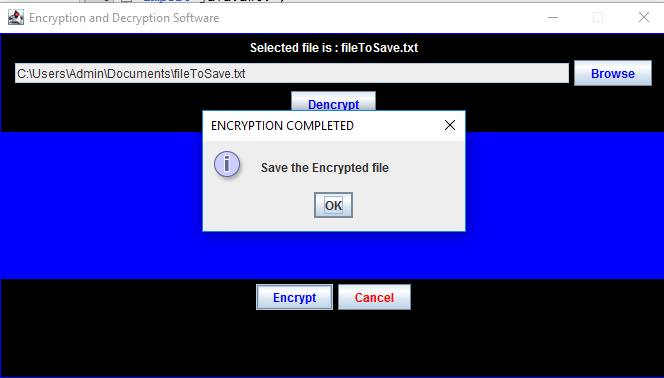 Encryption and Decryption Software
Selected file is : fileToSave.txt
C:\Users\Admin\Documents\fileToSave.txt
Browse
Dencrypt
ENCRYPTION COMPLETED
Save the Encrypted file
OK
Encrypt
Cancel